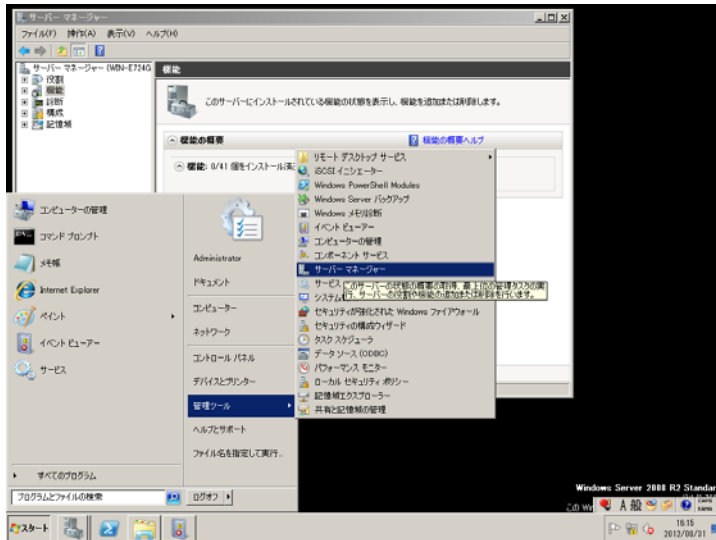 サーバー マネージャー
ファイル(F) 操作(A) 表示(V) ヘルプ(H)
サーバー マネージャー (WIN-E724G
役割
機能
診断
構成
記憶域
機能
このサーバーにインストールされている機能の状態を表示し、機能を追加または削除します。
機能の概要
機能の概要ヘルプ
機能: 0/41 個をインストール済
リモート デスクトップ サービス
iSCSI イニシエーター
Windows PowerShell Modules
Windows Server バックアップ
Windows メモリ診断
イベント ビューアー
コンピューターの管理
コンポーネント サービス
サーバー マネージャー
サービス
システム
このサーバーの状態の概要の取得、最上位の管理タスクの実行、サーバーの役割や機能の追加または削除を行います。
セキュリティが強化された Windows ファイアウォール
セキュリティの構成ウィザード
タスク スケジューラ
データ ソース (ODBC)
パフォーマンス モニター
ローカル セキュリティ ポリシー
記憶域エクスプローラー
共有と記憶域の管理
コンピューターの管理
コマンド プロンプト
メモ帳
Internet Explorer
ペイント
イベント ビューアー
サービス
すべてのプログラム
プログラムとファイルの検索
Administrator
ドキュメント
コンピューター
ネットワーク
コントロール パネル
デバイスとプリンター
管理ツール
ヘルプとサポート
ファイル名を指定して実行...
ログオフ
Windows Server 2008 R2 Standar
この Wi
A 般
CAPS
KANA
スタート
16:15
2012/08/31